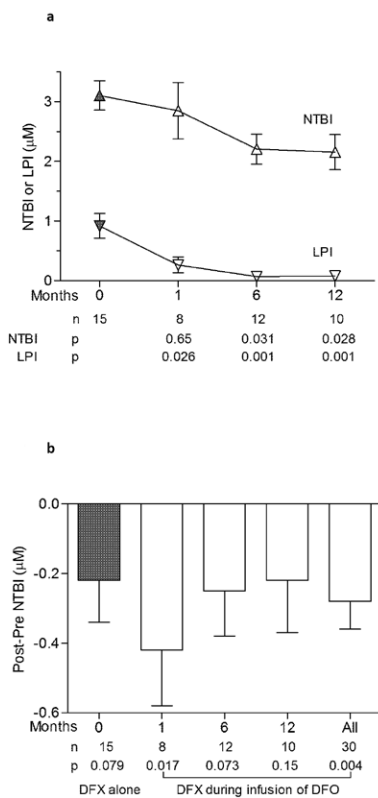 a
NTBI or LPI (μM)
3
2
1
0
NTBI
LPI
Months 0 1 6 12
n 15 8 12 10
NTBI p 0.65 0.031 0.028
LPI p 0.026 0.001 0.001
b
Post-Pre NTBI (μM)
0.0
-0.2
-0.4
-0.6
Months 0 1 6 12 All
n 15 8 12 10 30
p 0.079 0.017 0.073 0.15 0.004
DFX alone DFX during infusion of DFO